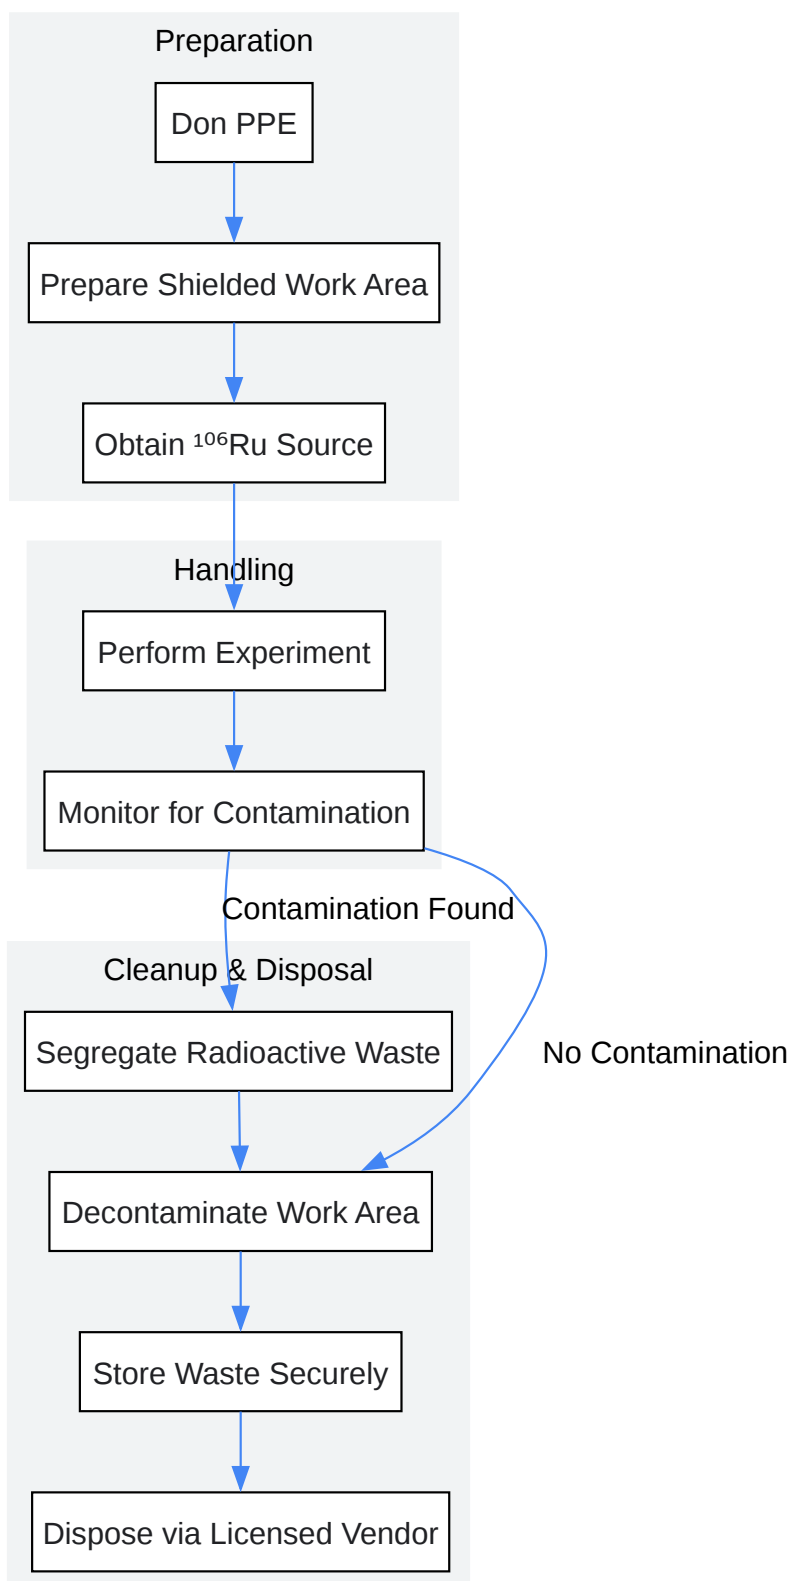 Preparation
Don PPE
Prepare Shielded Work Area
Obtain ¹⁰⁶Ru Source
Handling
Perform Experiment
Monitor for Contamination
Contamination Found
Cleanup & Disposal
Segregate Radioactive Waste
No Contamination
Decontaminate Work Area
Store Waste Securely
Dispose via Licensed Vendor